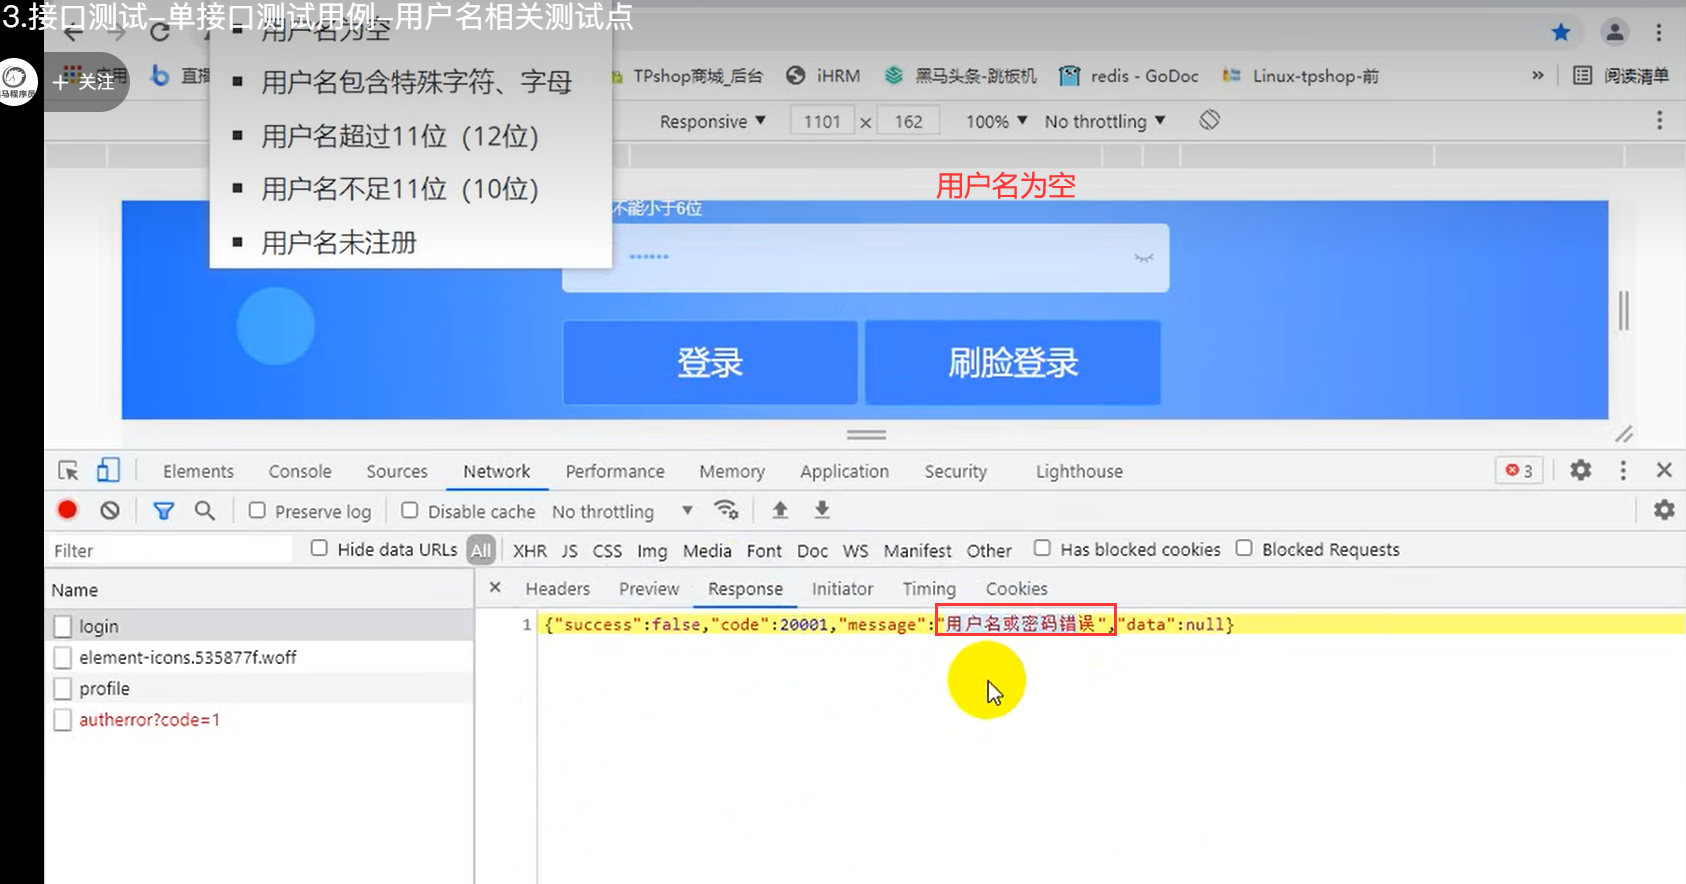 3.接口测试–单接口测试用例–用户名相关测试点
用户名为空
+ 关注
应用
直播
TPshop商城_后台
iHRM
黑马头条-跳板机
redis - GoDoc
Linux-tpshop-前
»
阅读清单
用户名包含特殊字符、字母
用户名超过11位（12位）
用户名不足11位（10位）
用户名未注册
Responsive ▼ 1101 × 162 100% ▼ No throttling ▼
用户名为空
不能小于6位
••••••
登录
刷脸登录
Elements Console Sources Network Performance Memory Application Security Lighthouse 3
Preserve log Disable cache No throttling ▼
Filter Hide data URLs All XHR JS CSS Img Media Font Doc WS Manifest Other Has blocked cookies Blocked Requests
Name
× Headers Preview Response Initiator Timing Cookies
login
element-icons.535877f.woff
profile
autherror?code=1
1 {"success":false,"code":20001,"message":"用户名或密码错误","data":null}